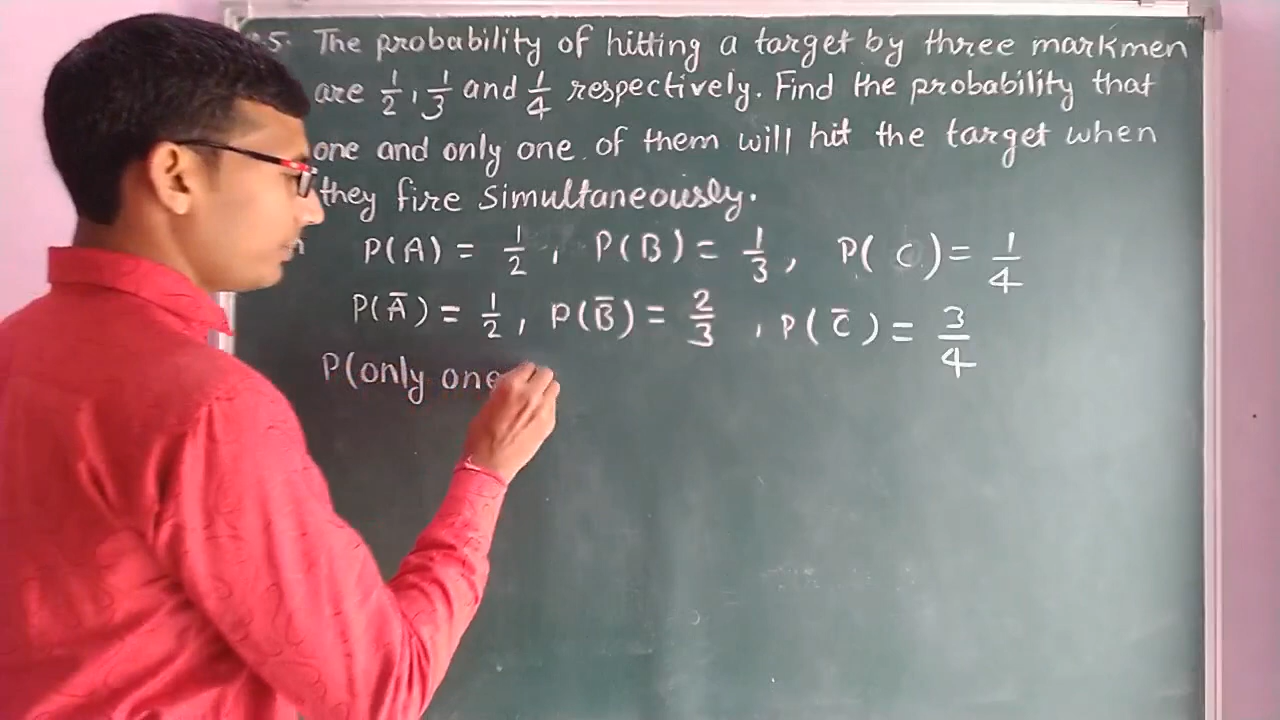 5. The probability of hitting a target by three markmen
are 1/2, 1/3 and 1/4 respectively. Find the probability that
one and only one of them will hit the target when
they fire simultaneously.
P(A) = 1/2, P(B) = 1/3, P(C) = 1/4
P(Ā) = 1/2, P(B̄) = 2/3, P(C̄) = 3/4
P(only one